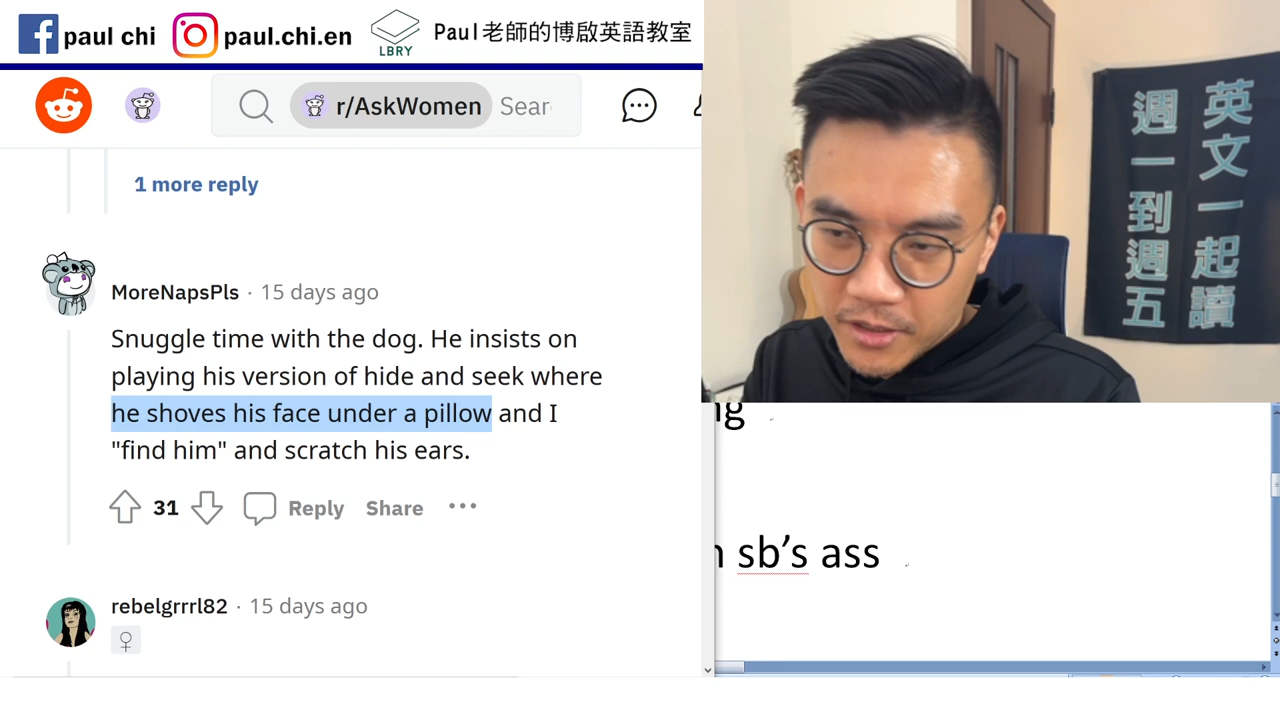 paul chi
paul.chi.en
LBRY
Paul老師的博啟英語教室
r/AskWomen
1 more reply
MoreNapsPls · 15 days ago
Snuggle time with the dog. He insists on
playing his version of hide and seek where
he shoves his face under a pillow and I
"find him" and scratch his ears.
31
Reply
Share
rebelgrrrl82 · 15 days ago
英文一起讀
週一到週五
sb's ass